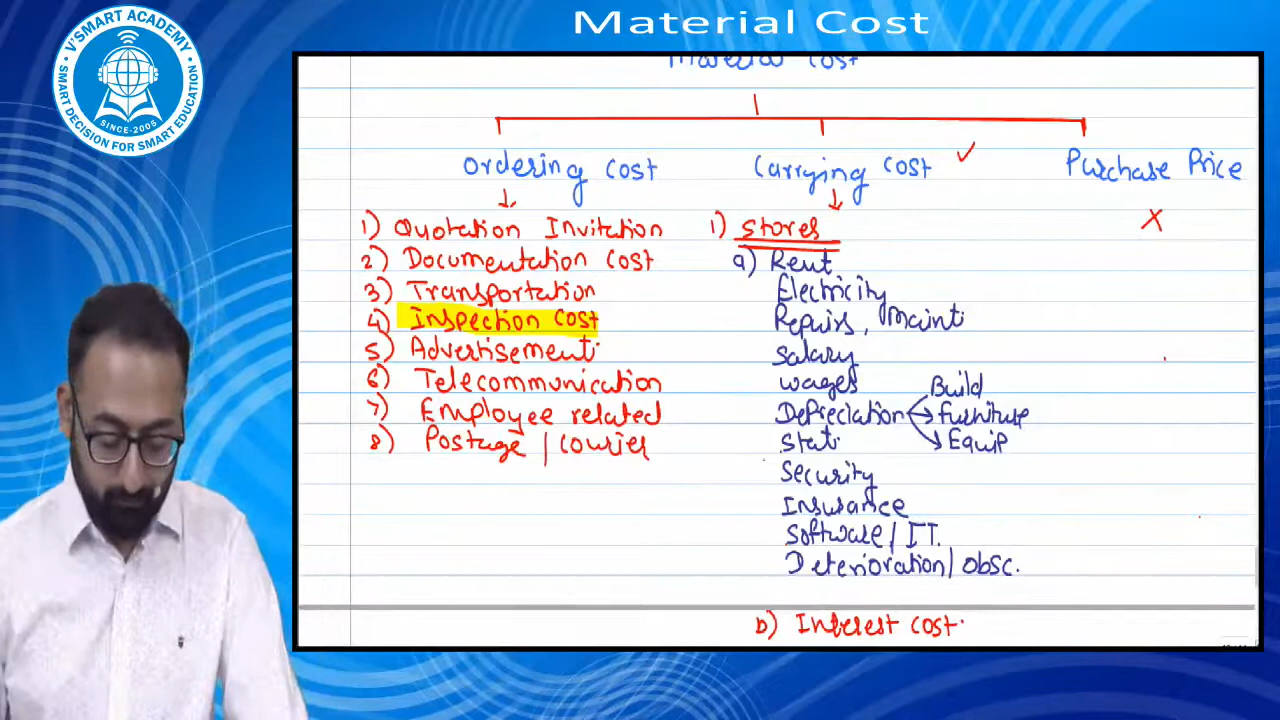 Material Cost
V'SMART ACADEMY
SINCE-2005
SMART DECISION FOR SMART EDUCATION
Material Cost
Ordering Cost
Carrying Cost ✓
Purchase Price
X
1) Quotation Invitation
2) Documentation Cost
3) Transportation
4) Inspection Cost
5) Advertisement
6) Telecommunication
7) Employee related
8) Postage / Courier
1) Stores
a) Rent
Electricity
Repairs, Maint
Salary
Wages
Depreciation
Build
Furniture
Equip
Stat
Security
Insurance
Software / IT.
Deterioration / obsc.
b) Interest Cost.